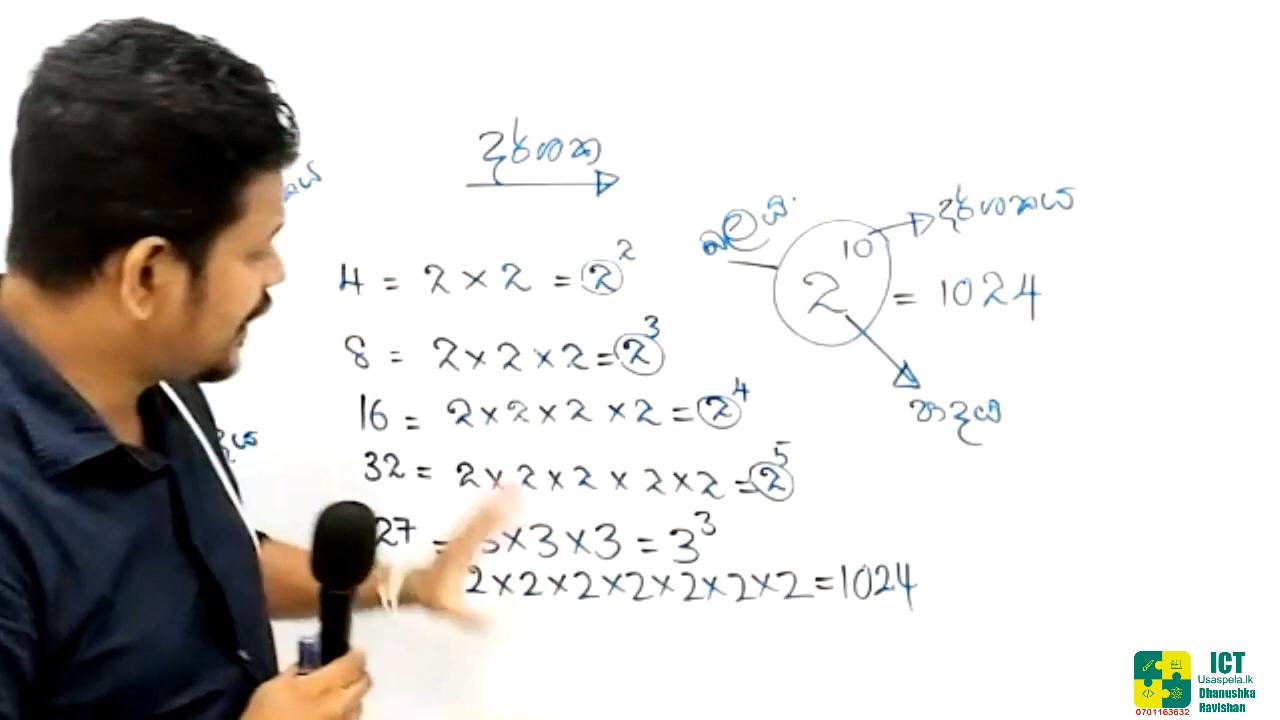 දර්ශක
4 = 2 × 2 = 2²
8 = 2 × 2 × 2 = 2³
16 = 2 × 2 × 2 × 2 = 2⁴
32 = 2 × 2 × 2 × 2 × 2 = 2⁵
27 = 3 × 3 × 3 = 3³
2 × 2 × 2 × 2 × 2 × 2 × 2 = 1024
බලය
2¹⁰ = 1024
දර්ශකය
පාදය
ICT
Usaspela.lk
Dhanushka
Ravishan
0701163632